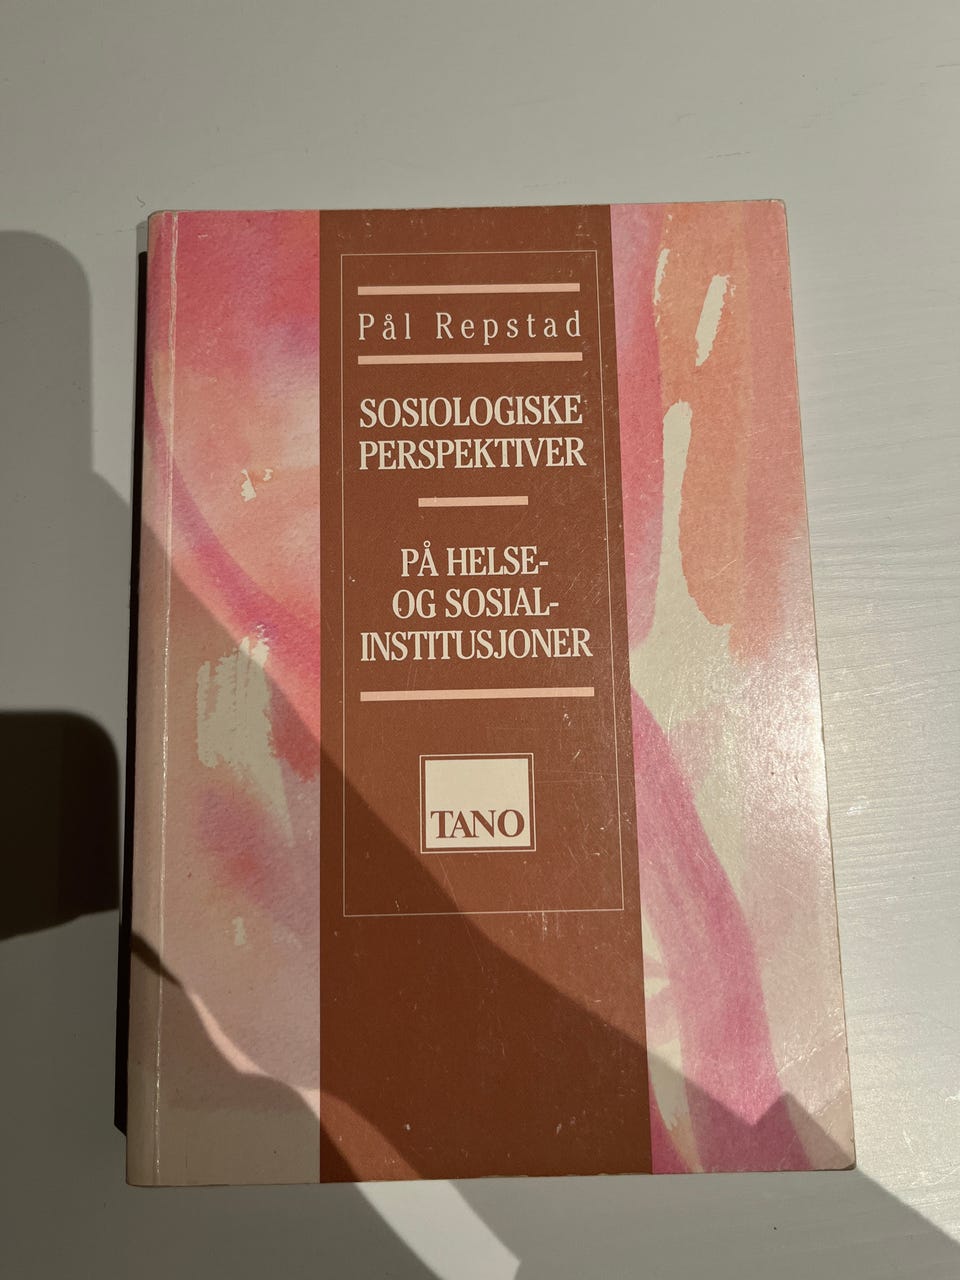 Pål Repstad
SOSIOLOGISKE
PERSPEKTIVER
PÅ HELSE-
OG SOSIAL-
INSTITUSJONER
TANO